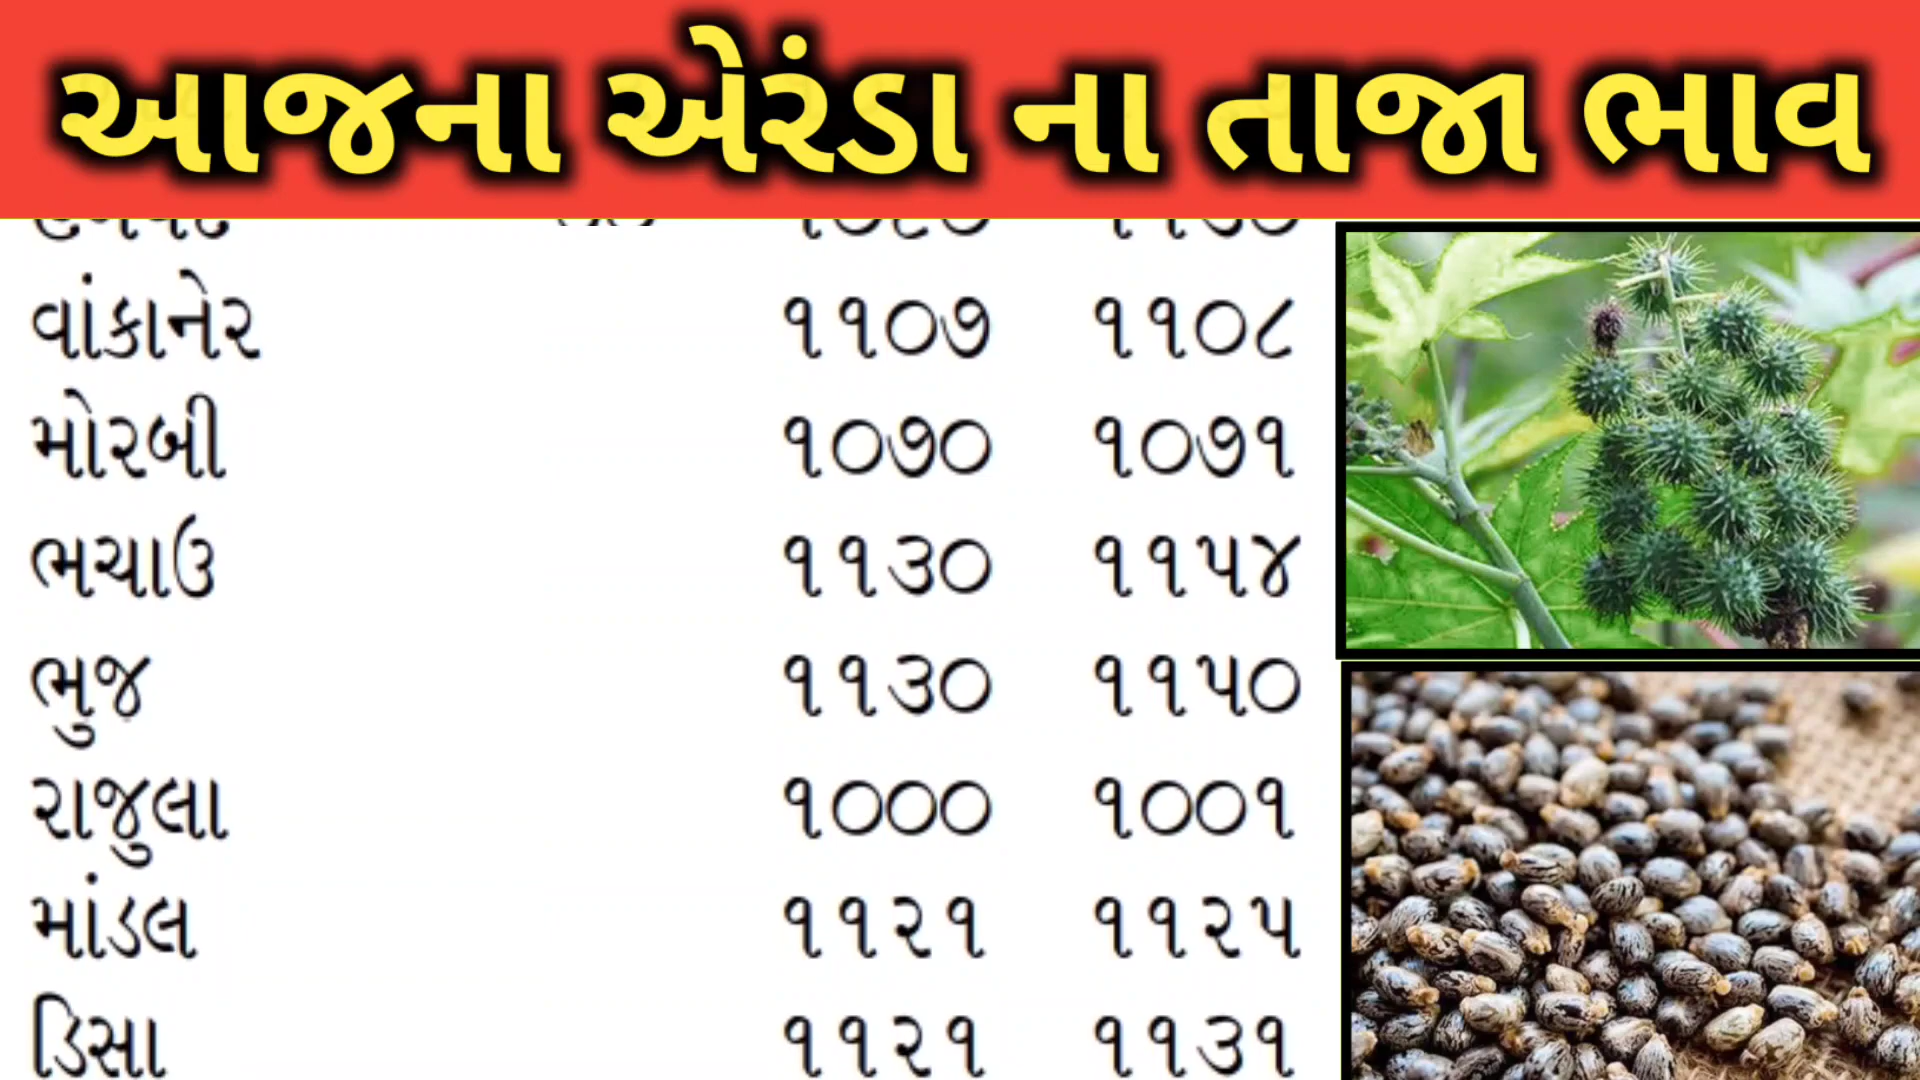 આજના એરંડા ના તાજા ભાવ
વાંકાનેર ૧૧૦૭ ૧૧૦૮
મોરબી ૧૦૭૦ ૧૦૭૧
ભચાઉ ૧૧૩૦ ૧૧૫૪
ભુજ ૧૧૩૦ ૧૧૫૦
રાજુલા ૧૦૦૦ ૧૦૦૧
માંડલ ૧૧૨૧ ૧૧૨૫
ડિસા ૧૧૨૧ ૧૧૩૧